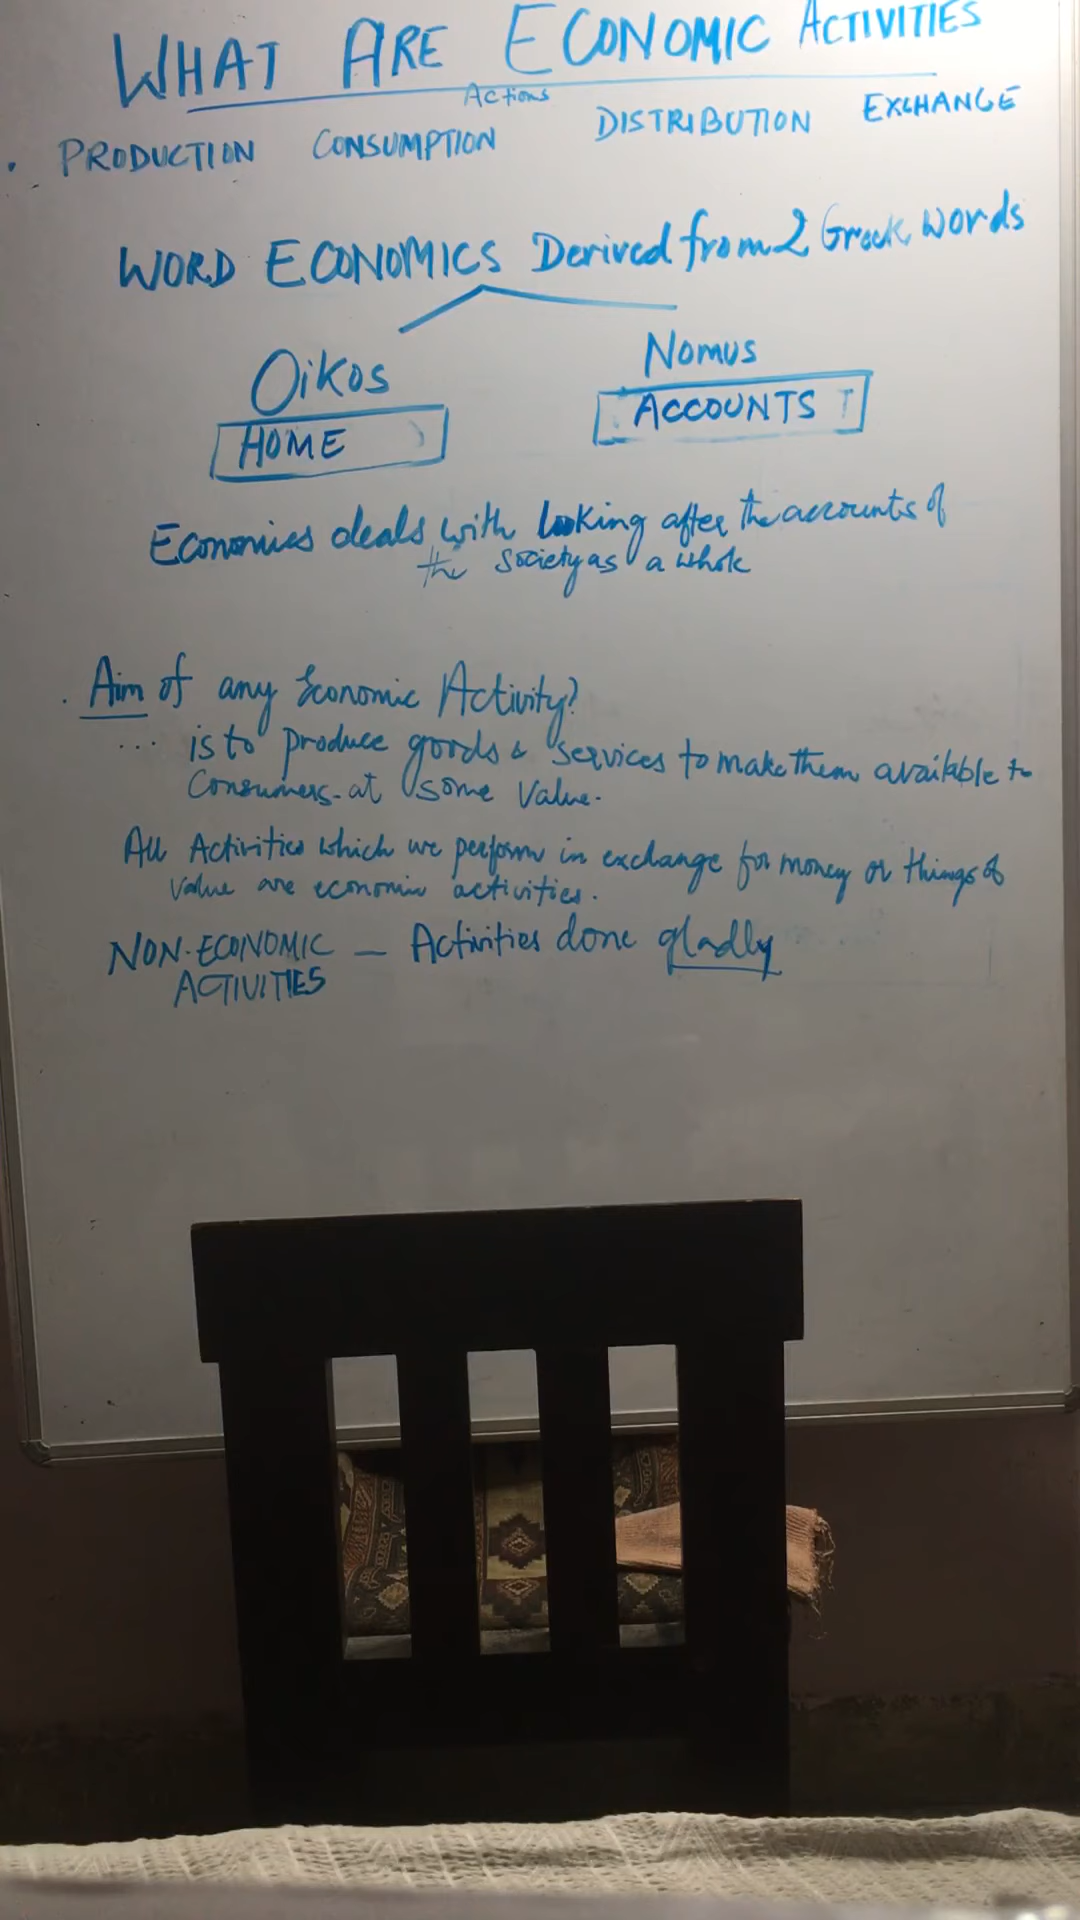 WHAT ARE ECONOMIC ACTIVITIES
Actions
. PRODUCTION CONSUMPTION DISTRIBUTION EXCHANGE
WORD ECONOMICS Derived from 2 Greek words
Oikos Nomus
HOME ACCOUNTS
Economics deals with looking after the accounts of
the society as a whole
. Aim of any Economic Activity?
... is to produce goods & services to make them available to
Consumers at some Value.
All Activities which we perform in exchange for money or things of
value are economic activities.
NON-ECONOMIC — Activities done gladly
ACTIVITIES